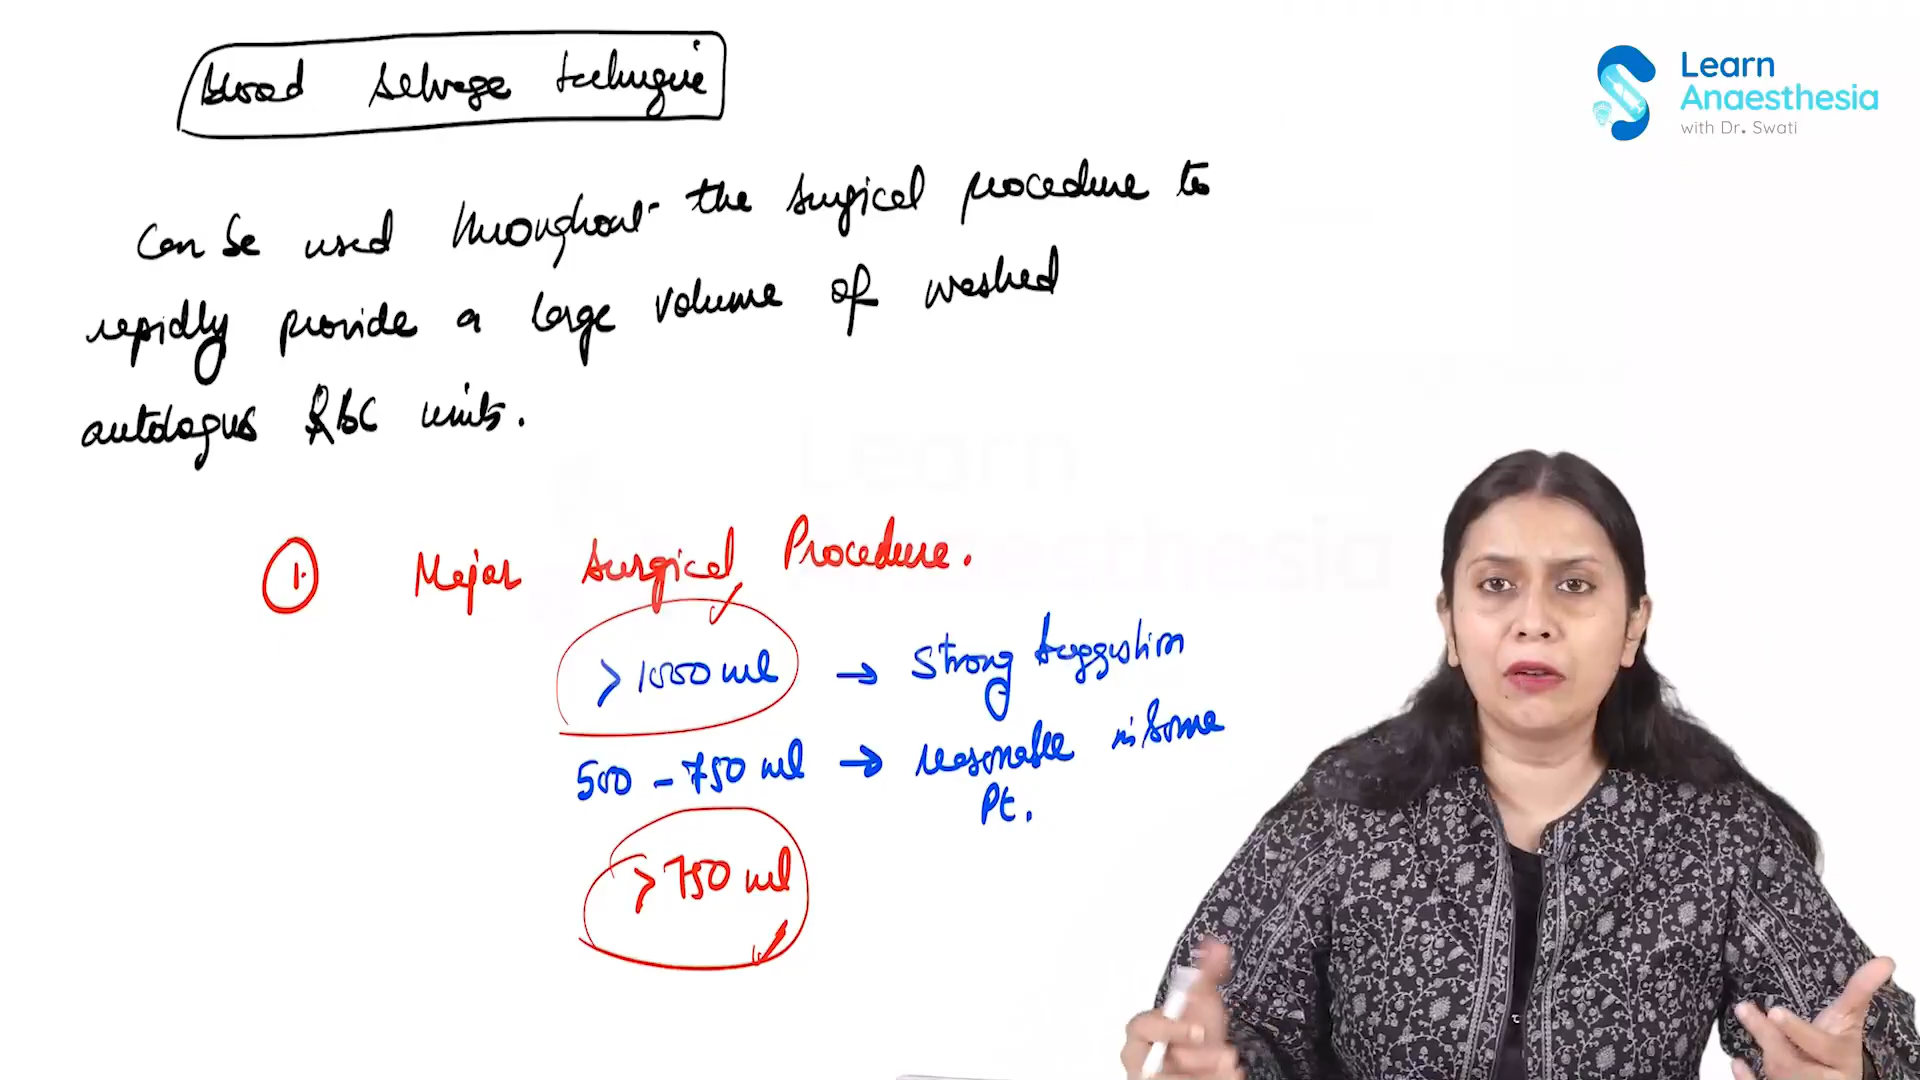 Blood Salvage technique
Learn
Anaesthesia
with Dr. Swati
Can be used throughout the surgical procedure to
rapidly provide a large volume of washed
autologus RBC units.
1. Major Surgical Procedure.
> 1000 ml → Strong suggestion
500 - 750 ml → reasonable in some
Pt.
> 750 ml